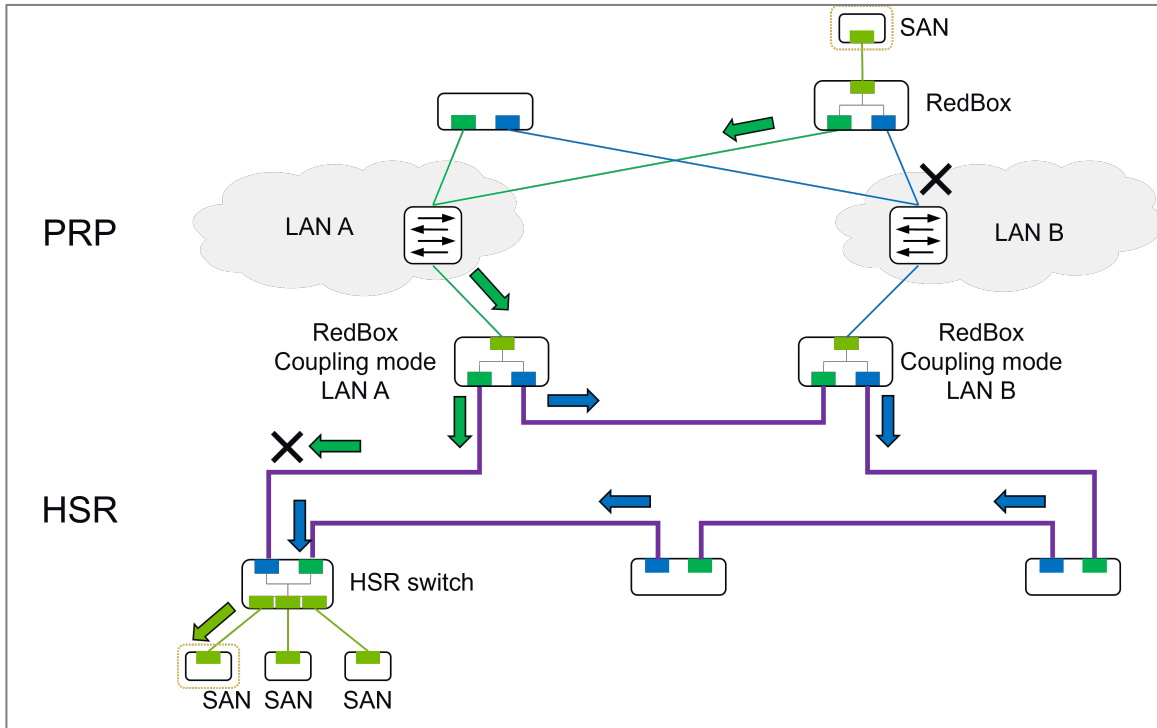 SAN
RedBox
PRP
LAN A
LAN B
RedBox
Coupling mode
LAN A
RedBox
Coupling mode
LAN B
HSR
HSR switch
SAN
SAN
SAN